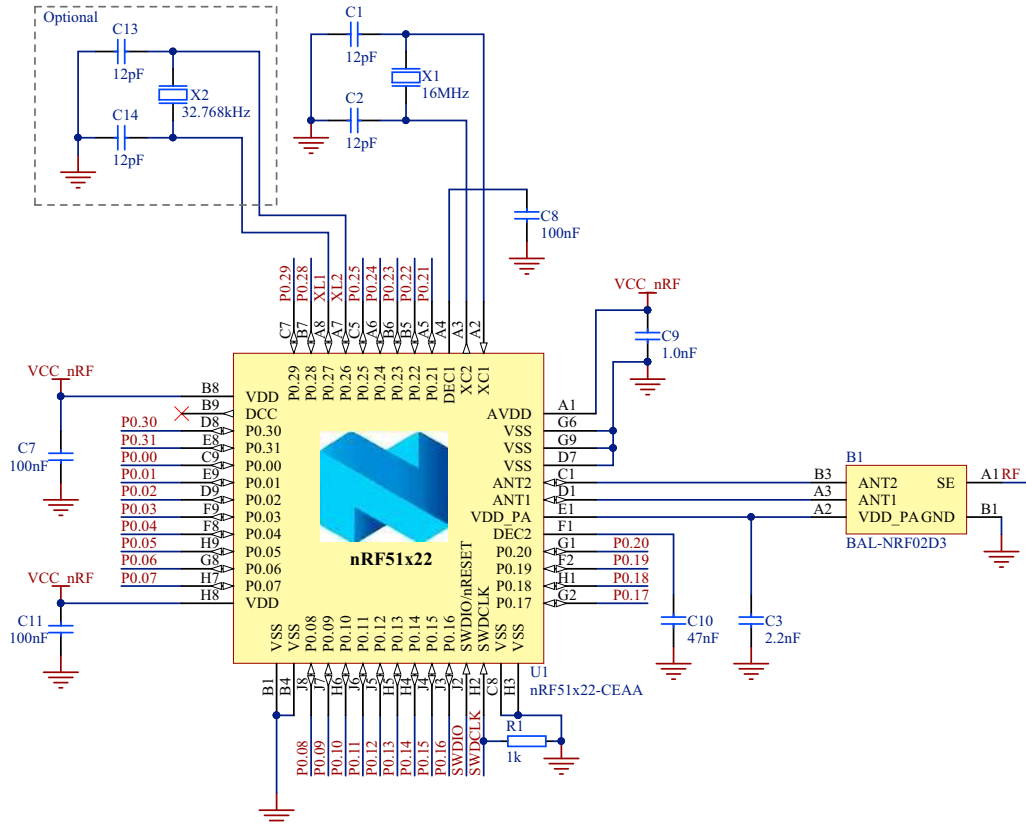 Optional
C13
12pF
X2
32.768kHz
C14
12pF
C1
12pF
X1
16MHz
C2
12pF
C8
100nF
P0.29
P0.28
XL1
XL2
P0.25
P0.24
P0.23
P0.22
P0.21
C7
B7
A8
A7
C5
A6
B6
B5
A5
A4
A3
A2
P0.29
P0.28
P0.27
P0.26
P0.25
P0.24
P0.23
P0.22
P0.21
DEC1
XC2
XC1
VCC_nRF
C9
1.0nF
VCC_nRF
C7
100nF
B8 VDD
B9 DCC
P0.30 D8 P0.30
P0.31 E8 P0.31
P0.00 C9 P0.00
P0.01 E9 P0.01
P0.02 D9 P0.02
P0.03 F9 P0.03
P0.04 F8 P0.04
P0.05 H9 P0.05
P0.06 G8 P0.06
P0.07 H7 P0.07
H8 VDD
VCC_nRF
C11
100nF
nRF51x22
AVDD A1
VSS G6
VSS G9
VSS D7
ANT2 C1
ANT1 D1
VDD_PA E1
DEC2 F1
P0.20 G1 P0.20
P0.19 F2 P0.19
P0.18 H1 P0.18
P0.17 G2 P0.17
B1
B3 ANT2 SE A1 RF
A3 ANT1
A2 VDD_PA GND B1
BAL-NRF02D3
C10
47nF
C3
2.2nF
VSS
VSS
P0.08
P0.09
P0.10
P0.11
P0.12
P0.13
P0.14
P0.15
P0.16
SWDIO/nRESET
SWDCLK
VSS
VSS
U1
nRF51x22-CEAA
B1
B4
J8
J7
H6
J6
J5
H5
H4
J4
J3
J2
H2
C8
H3
P0.08
P0.09
P0.10
P0.11
P0.12
P0.13
P0.14
P0.15
P0.16
SWDIO
SWDCLK
R1
1k